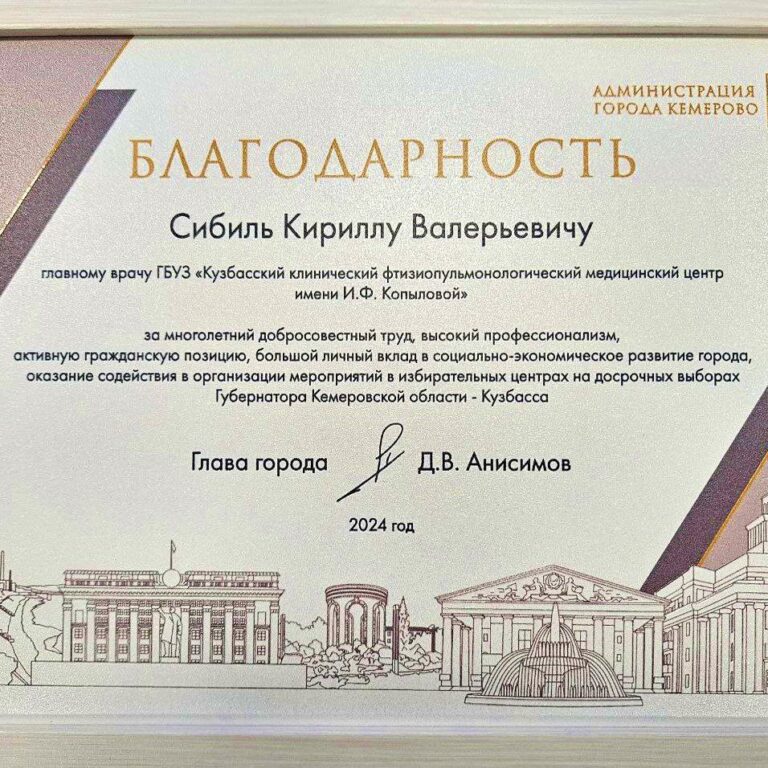 АДМИНИСТРАЦИЯ
ГОРОДА КЕМЕРОВО
БЛАГОДАРНОСТЬ
Сибиль Кириллу Валерьевичу
главному врачу ГБУЗ «Кузбасский клинический фтизиопульмонологический медицинский центр
имени И.Ф. Копыловой»
за многолетний добросовестный труд, высокий профессионализм,
активную гражданскую позицию, большой личный вклад в социально-экономическое развитие города,
оказание содействия в организации мероприятий в избирательных центрах на досрочных выборах
Губернатора Кемеровской области - Кузбасса
Глава города Д.В. Анисимов
2024 год